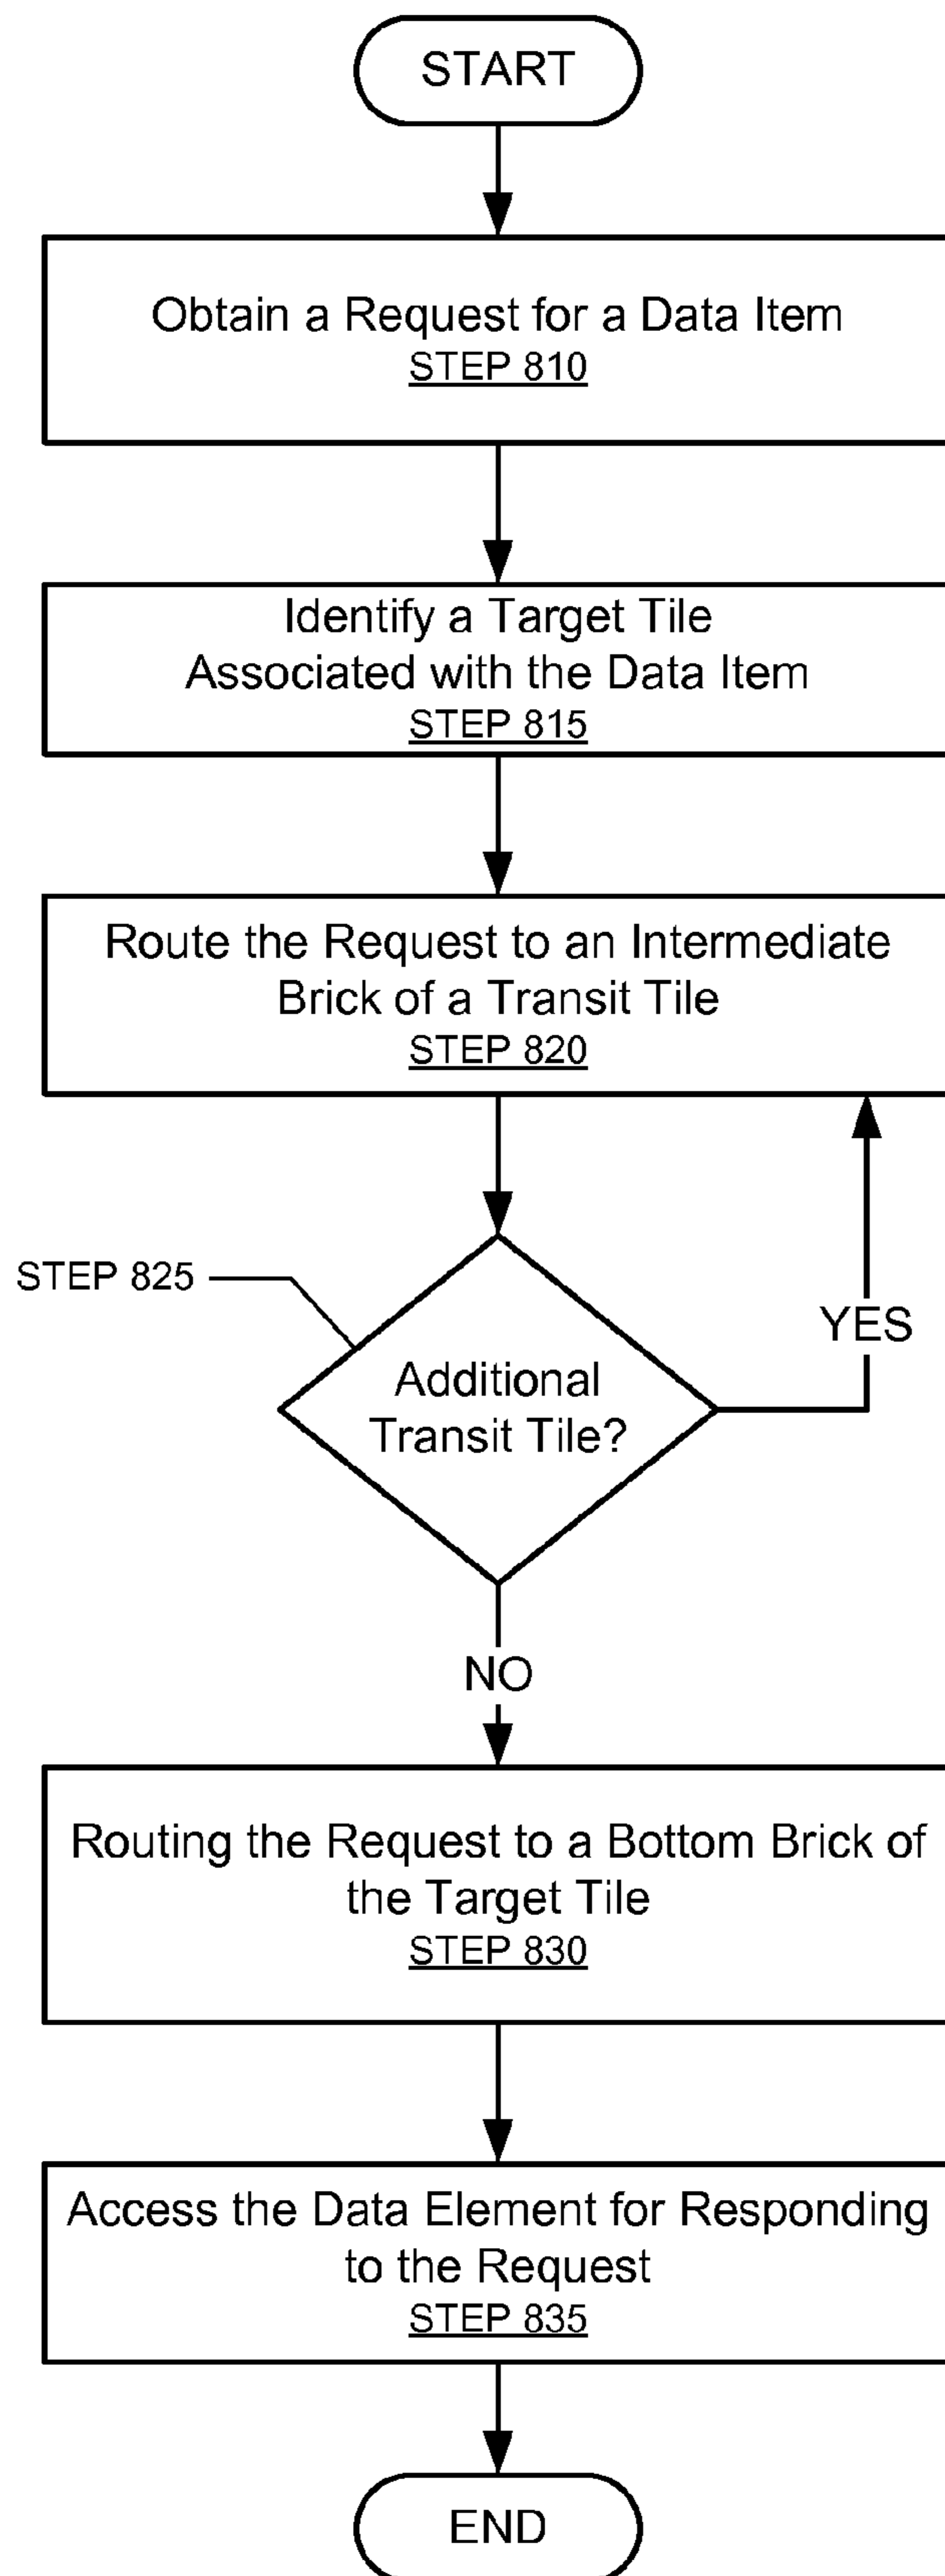 START
Obtain a Request for a Data Item
STEP 810
Identify a Target Tile
Associated with the Data Item
STEP 815
Route the Request to an Intermediate
Brick of a Transit Tile
STEP 820
STEP 825
YES
Additional
Transit Tile?
NO
Routing the Request to a Bottom Brick of
the Target Tile
STEP 830
Access the Data Element for Responding
to the Request
STEP 835
END